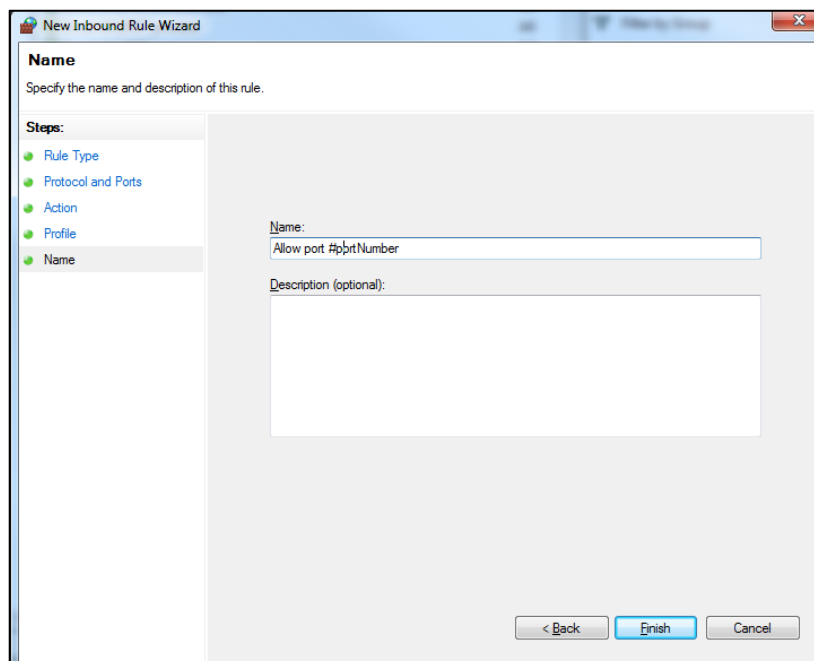 New Inbound Rule Wizard
Name
Specify the name and description of this rule.
Steps:
Rule Type
Protocol and Ports
Action
Profile
Name
Name:
Allow port #portNumber
Description (optional):
< Back
Finish
Cancel